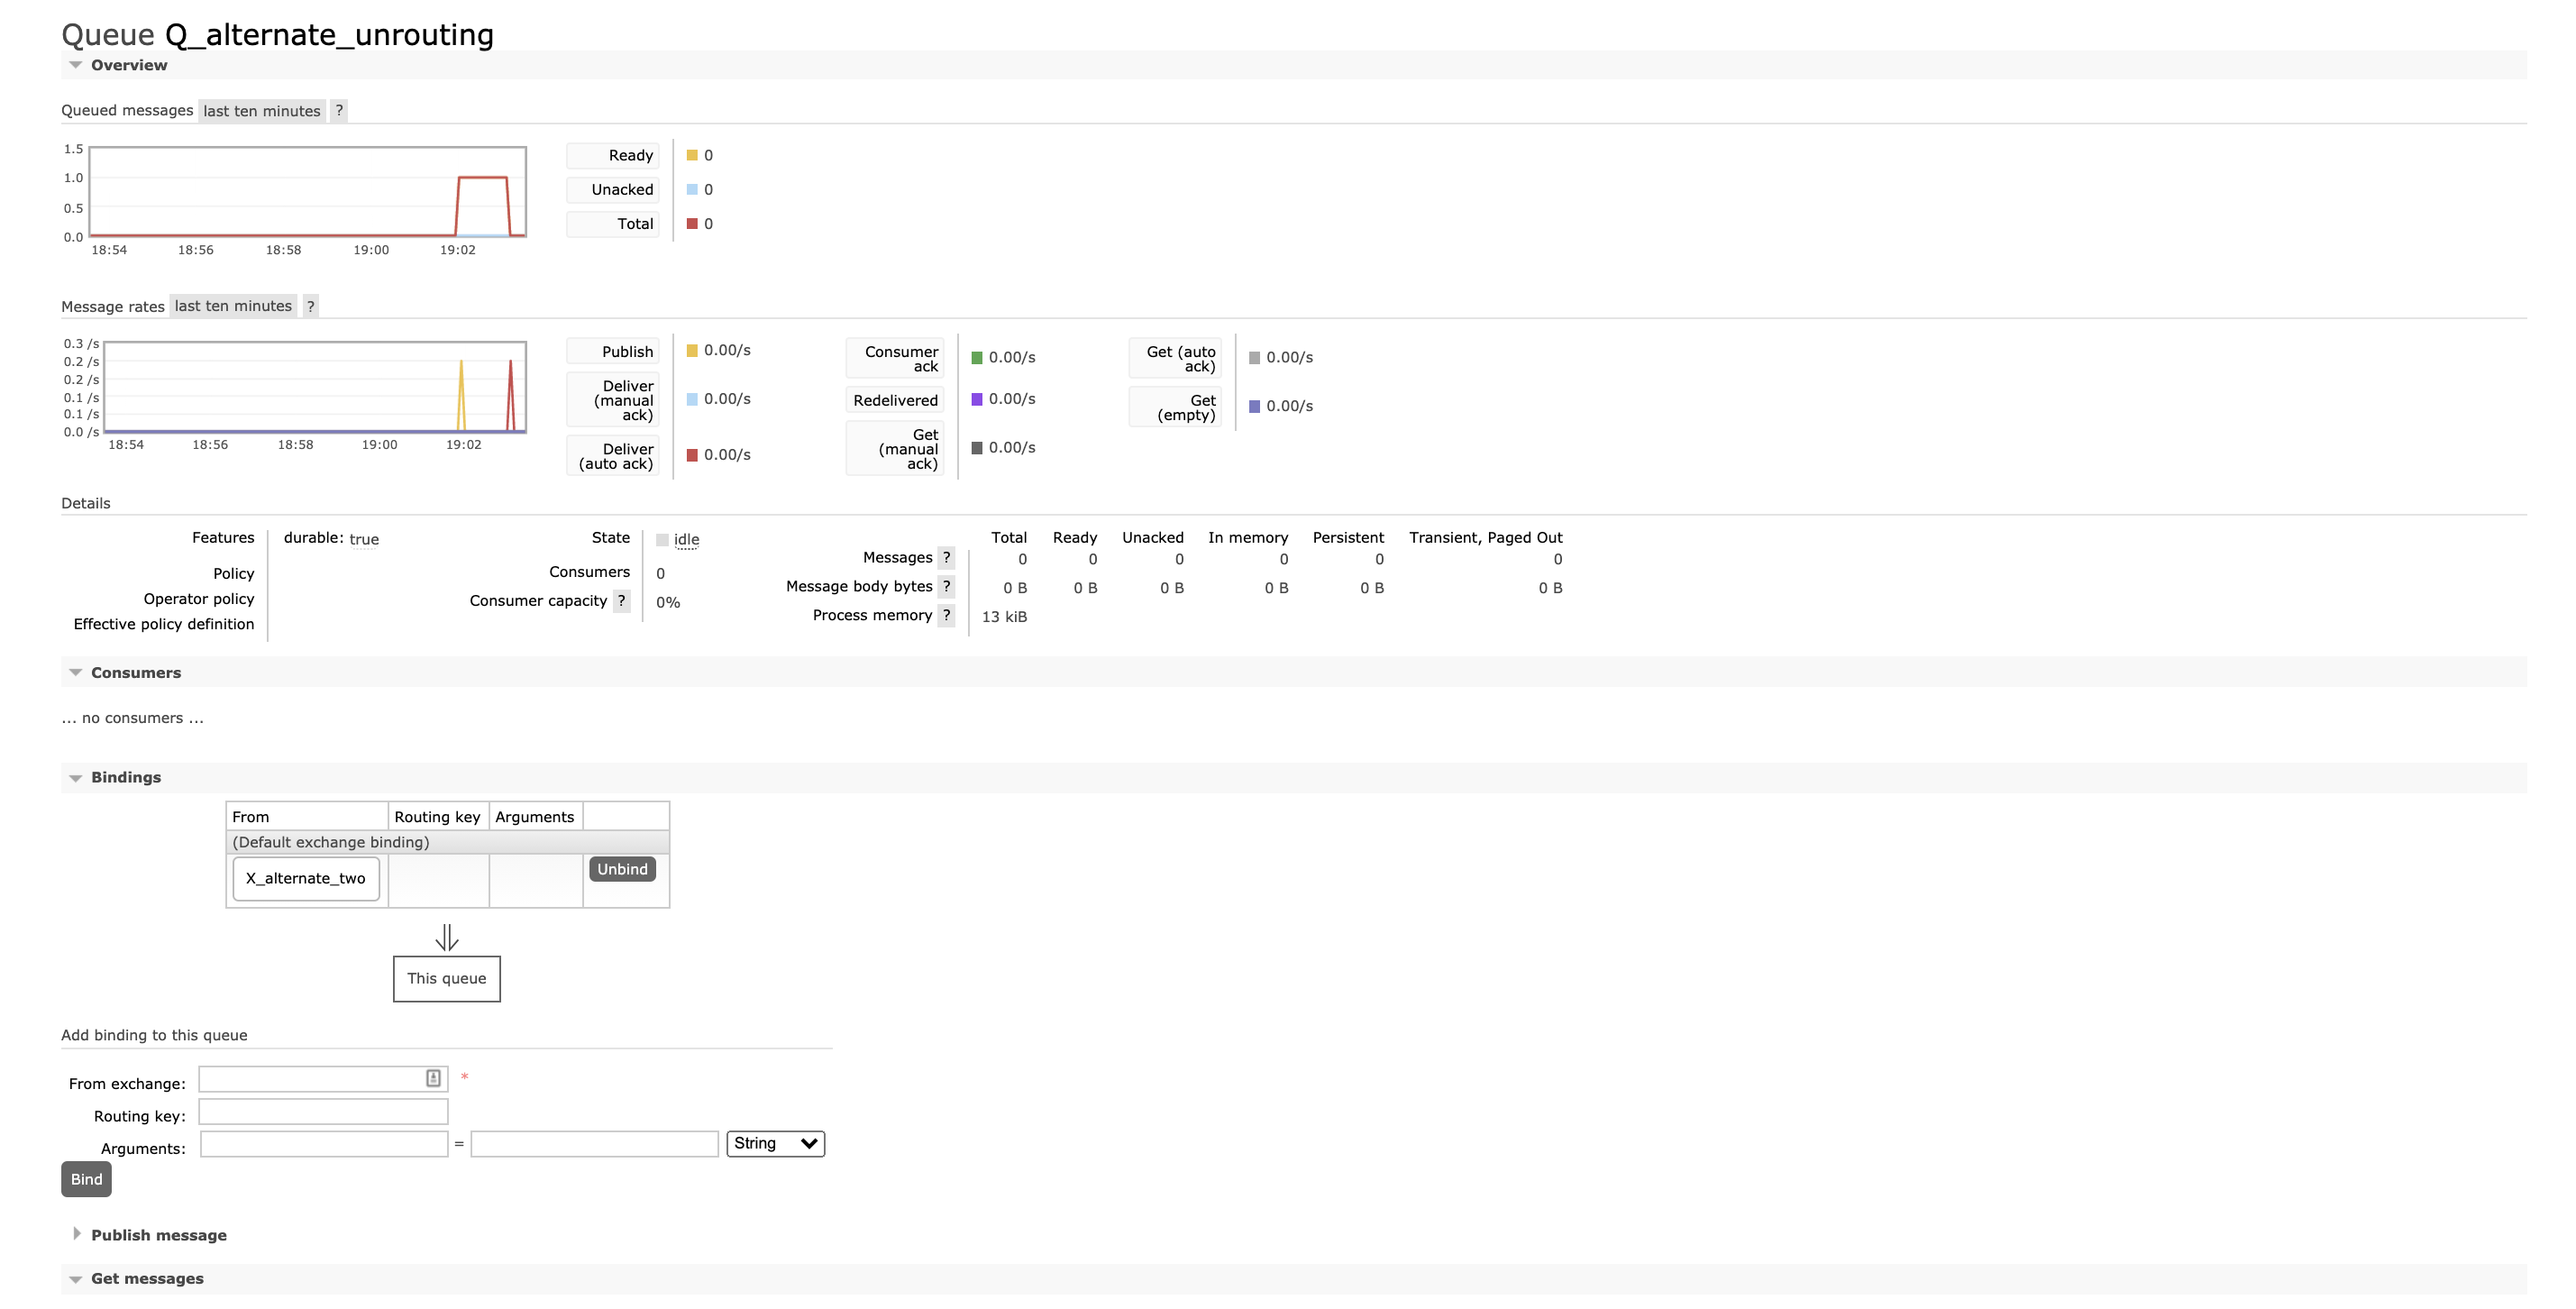 Queue Q_alternate_unrouting
Overview
Queued messages last ten minutes ?
1.5
1.0
0.5
0.0
18:54 18:56 18:58 19:00 19:02
Ready 0
Unacked 0
Total 0
Message rates last ten minutes ?
0.3 /s
0.2 /s
0.2 /s
0.1 /s
0.1 /s
0.0 /s
18:54 18:56 18:58 19:00 19:02
Publish 0.00/s
Deliver
(manual
ack) 0.00/s
Deliver
(auto ack) 0.00/s
Consumer
ack 0.00/s
Redelivered 0.00/s
Get
(manual
ack) 0.00/s
Get (auto
ack) 0.00/s
Get
(empty) 0.00/s
Details
Features durable: true
Policy
Operator policy
Effective policy definition
State idle
Consumers 0
Consumer capacity ? 0%
Total Ready Unacked In memory Persistent Transient, Paged Out
Messages ? 0 0 0 0 0 0
Message body bytes ? 0 B 0 B 0 B 0 B 0 B 0 B
Process memory ? 13 kiB
Consumers
... no consumers ...
Bindings
From Routing key Arguments
(Default exchange binding)
X_alternate_two Unbind
⇓
This queue
Add binding to this queue
From exchange: *
Routing key:
Arguments: = String
Bind
Publish message
Get messages